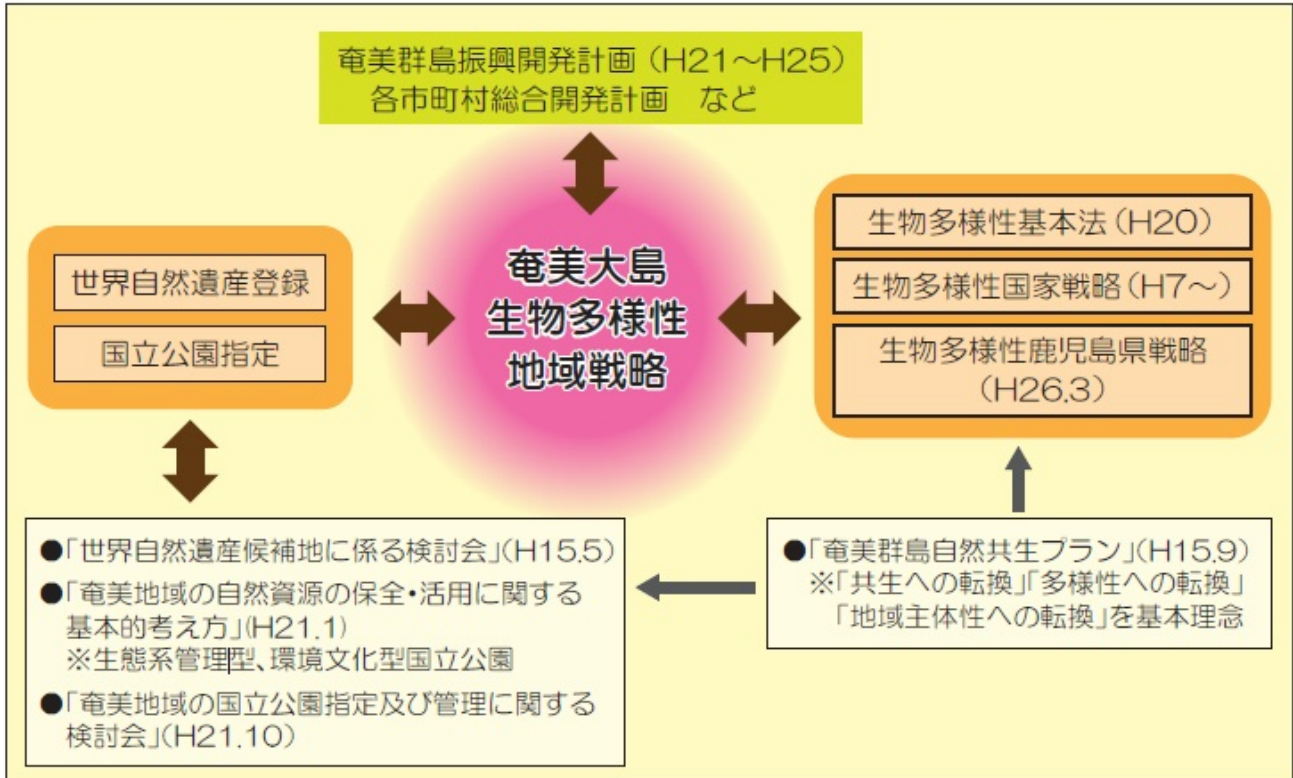 奄美群島振興開発計画（H21～H25）
各市町村総合開発計画　など
世界自然遺産登録
国立公園指定
奄美大島
生物多様性
地域戦略
生物多様性基本法（H20）
生物多様性国家戦略（H7～）
生物多様性鹿児島県戦略
（H26.3）
●「世界自然遺産候補地に係る検討会」（H15.5）
●「奄美地域の自然資源の保全・活用に関する
基本的考え方」（H21.1）
※生態系管理型、環境文化型国立公園
●「奄美地域の国立公園指定及び管理に関する
検討会」（H21.10）
●「奄美群島自然共生プラン」（H15.9）
※「共生への転換」「多様性への転換」
「地域主体性への転換」を基本理念